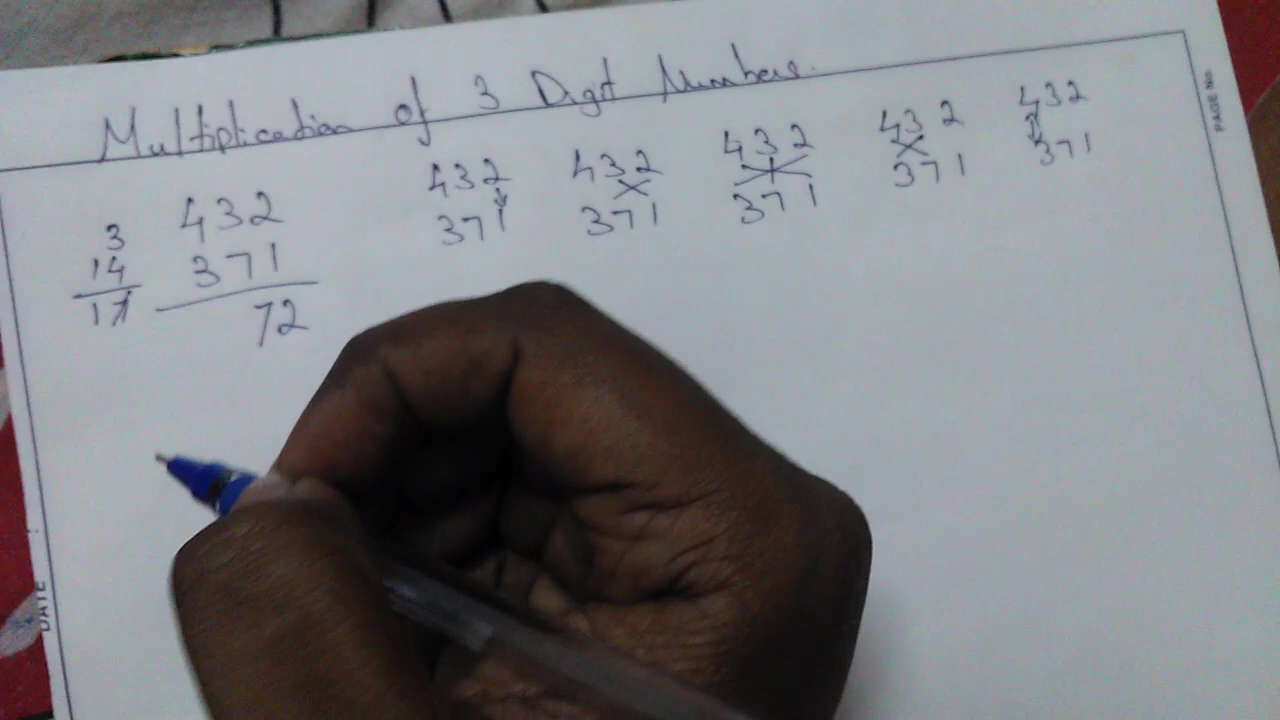 Multiplication of 3 Digit Numbers.
PAGE No.
3 432
14 371
17 72
432 432 432 432 432
371 371 371 371 371
DATE